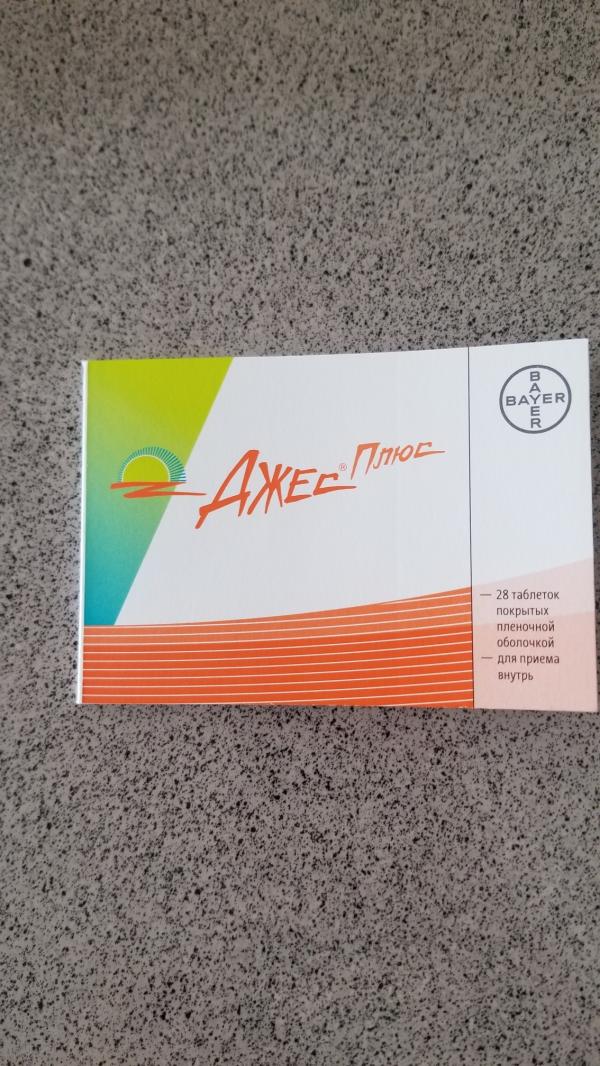 Джес® Плюс
BAYER
BAYER
— 28 таблеток
покрытых
пленочной
оболочкой
— для приема
внутрь